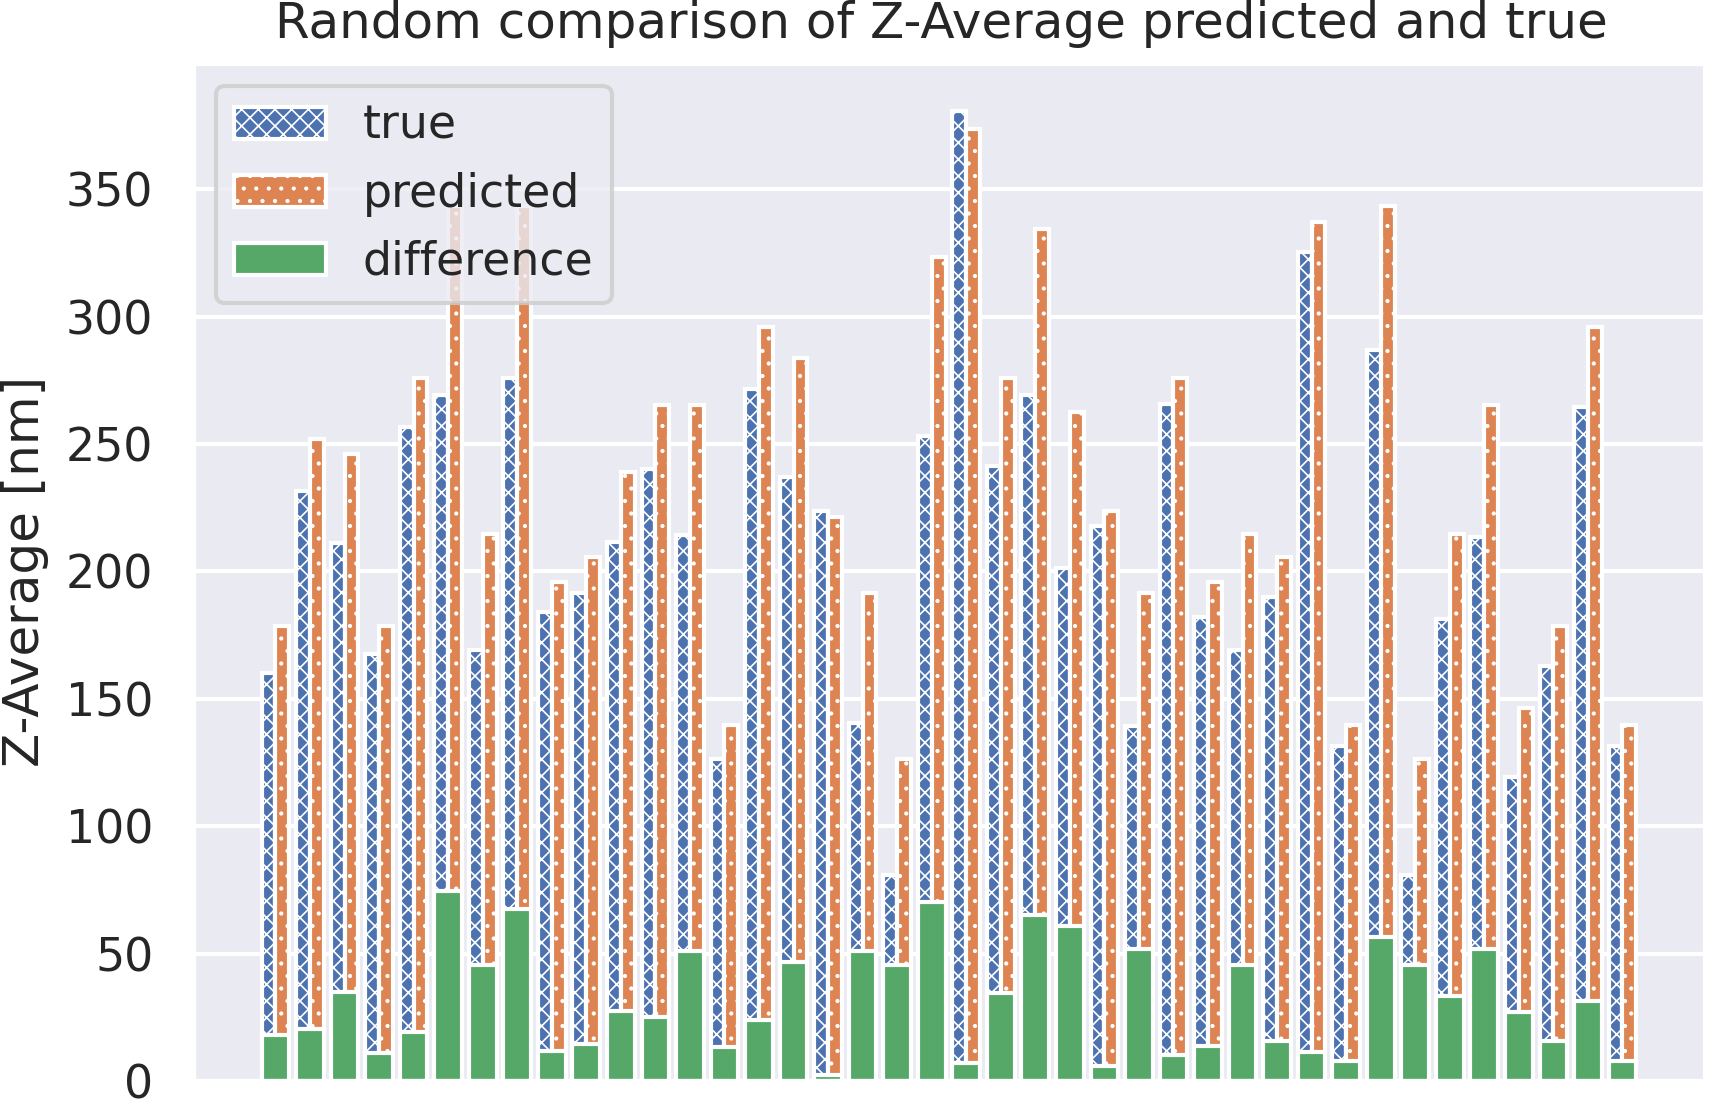 Random comparison of Z-Average predicted and true
true
predicted
difference
Z-Average [nm]
350
300
250
200
150
100
50
0